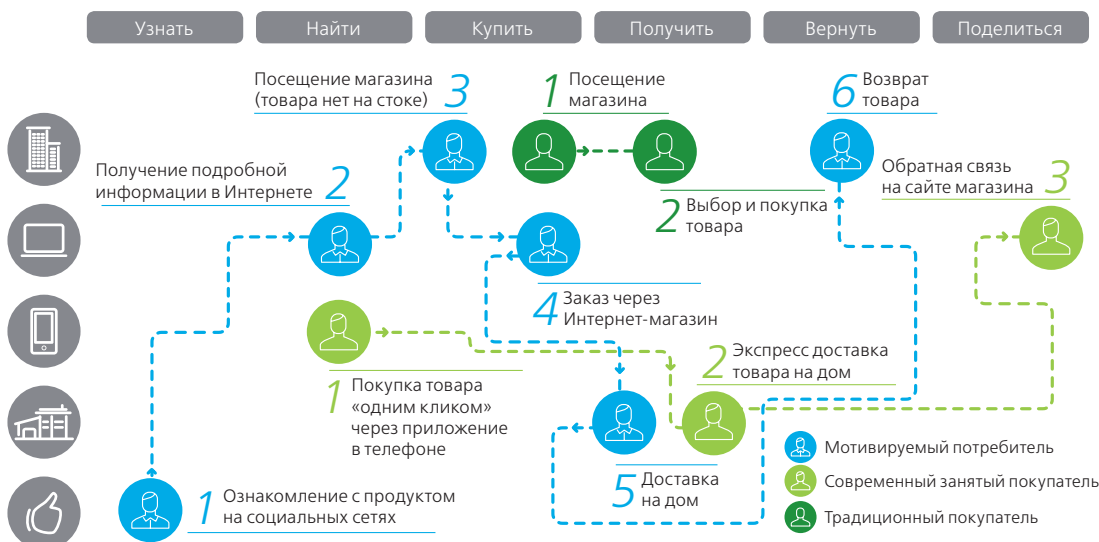 Узнать
Найти
Купить
Получить
Вернуть
Поделиться
Посещение магазина
(товара нет на стоке)
3
1
Посещение
магазина
6
Возврат
товара
Получение подробной
информации в Интернете
2
2
Выбор и покупка
товара
Обратная связь
на сайте магазина
3
4
Заказ через
Интернет-магазин
1
Покупка товара
«одним кликом»
через приложение
в телефоне
2
Экспресс доставка
товара на дом
1
Ознакомление с продуктом
на социальных сетях
5
Доставка
на дом
Мотивируемый потребитель
Современный занятый покупатель
Традиционный покупатель